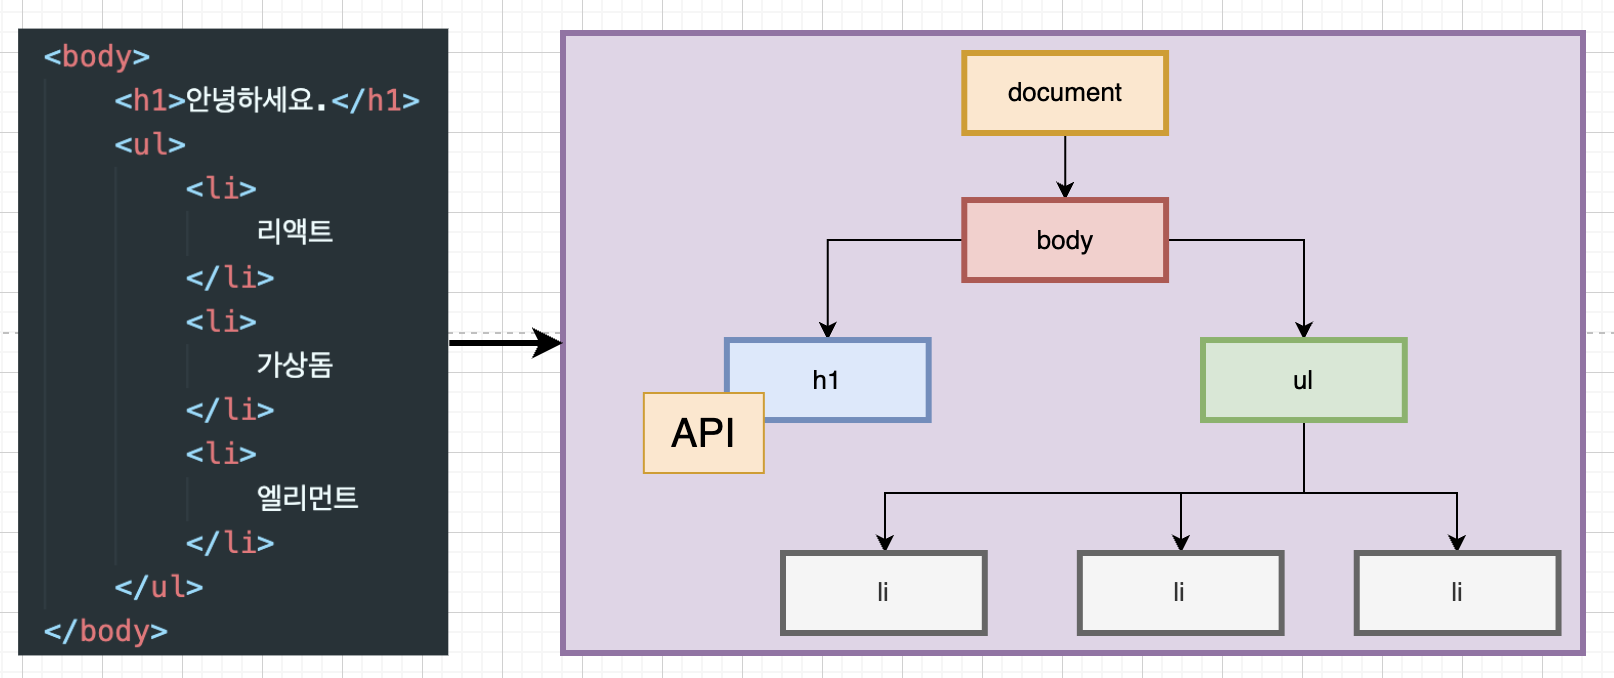 <body>
<h1>안녕하세요.</h1>
<ul>
<li>
리액트
</li>
<li>
가상돔
</li>
<li>
엘리먼트
</li>
</ul>
</body>
document
body
h1
ul
API
li
li
li